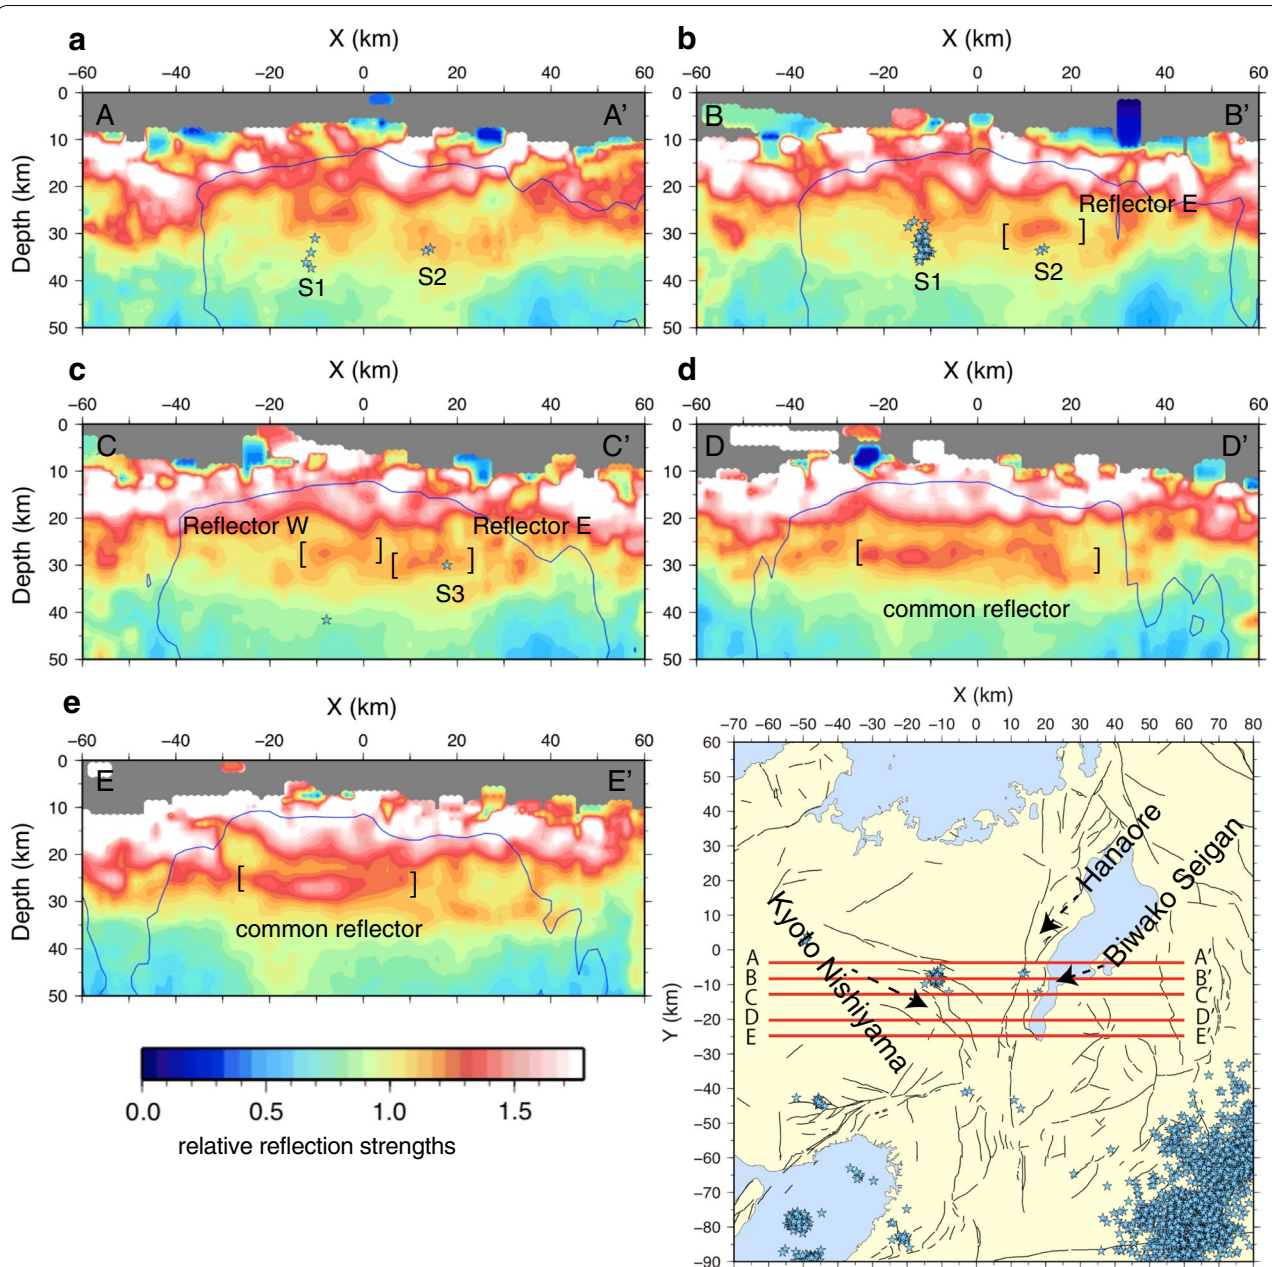 a
X (km)
−60 −40 −20 0 20 40 60
A A'
0
10
20
30
40
50
Depth (km)
S1 S2
b
X (km)
−60 −40 −20 0 20 40 60
B B'
0
10
20
30
40
50
Reflector E
[ ]
S1 S2
c
X (km)
−60 −40 −20 0 20 40 60
C C'
0
10
20
30
40
50
Depth (km)
Reflector W Reflector E
[ ] [ ]
S3
d
X (km)
−60 −40 −20 0 20 40 60
D D'
0
10
20
30
40
50
[ ]
common reflector
e
X (km)
−60 −40 −20 0 20 40 60
E E'
0
10
20
30
40
50
Depth (km)
[ ]
common reflector
0.0 0.5 1.0 1.5
relative reflection strengths
X (km)
−70 −60 −50 −40 −30 −20 −10 0 10 20 30 40 50 60 70 80
60
50
40
30
20
10
0
−10
−20
−30
−40
−50
−60
−70
−80
−90
Y (km)
Hanaore
Biwako Seigan
Kyoto Nishiyama
A A'
B B'
C C'
D D'
E E'